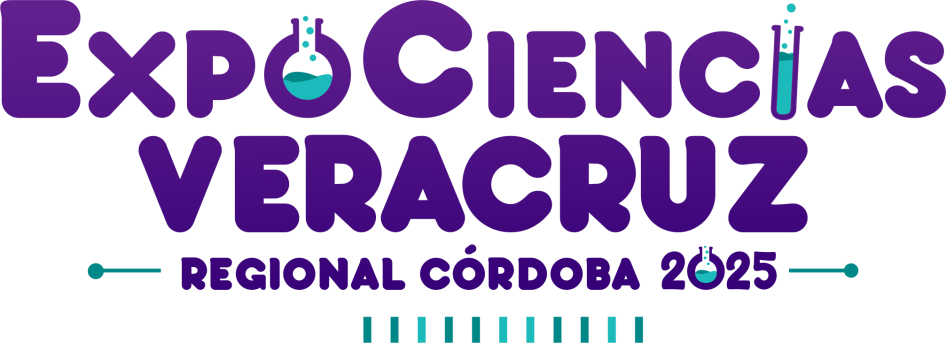 ExpoCiencias
VERACRUZ
REGIONAL CÓRDOBA 2025